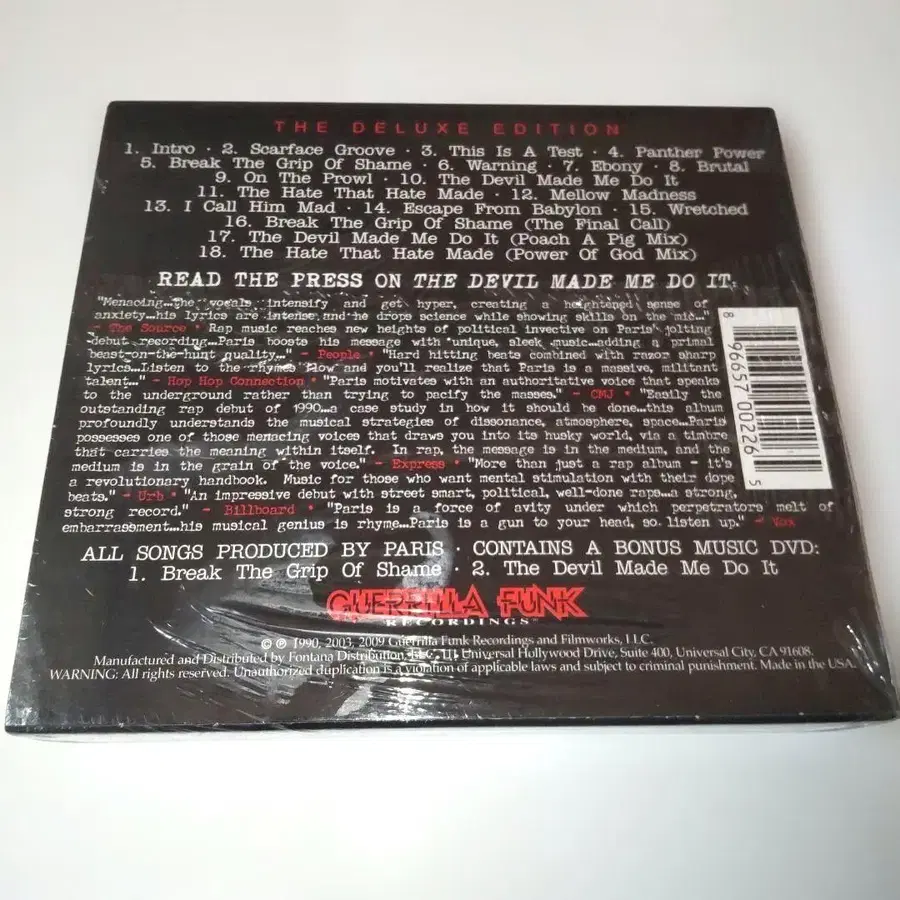 THE DELUXE EDITION
1. Intro · 2. Scarface Groove · 3. This Is A Test · 4. Panther Power
5. Break The Grip Of Shame · 6. Warning · 7. Ebony · 8. Brutal
9. On The Prowl · 10. The Devil Made Me Do It
11. The Hate That Hate Made · 12. Mellow Madness
13. I Call Him Mad · 14. Escape From Babylon · 15. Wretched
16. Break The Grip Of Shame (The Final Call)
17. The Devil Made Me Do It (Poach A Pig Mix)
18. The Hate That Hate Made (Power Of God Mix)
READ THE PRESS ON THE DEVIL MADE ME DO IT:
"Menacing...the vocals intensify and get hyper, creating a heightened sense of
anxiety...his lyrics are intense and he drops science while showing skills on the mic..."
- The Source • Rap music reaches new heights of political invective on Paris' jolting
debut recording...Paris boosts his message with unique, sleek music...adding a primal
beast-on-the-hunt quality..." - People • "Hard hitting beats combined with razor sharp
lyrics...Listen to the rhymes flow and you'll realize that Paris is a massive, militant
talent..." - Hop Hop Connection • "Paris motivates with an authoritative voice that speaks
to the underground rather than trying to pacify the masses." - CMJ • "Easily the
outstanding rap debut of 1990...a case study in how it should be done...this album
profoundly understands the musical strategies of dissonance, atmosphere, space...Paris
possesses one of those menacing voices that draws you into its husky world, via a timbre
that carries the meaning within itself. In rap, the message is in the medium, and the
medium is in the grain of the voice." - Express • "More than just a rap album - it's
a revolutionary handbook. Music for those who want mental stimulation with their dope
beats." - Urb • "An impressive debut with street smart, political, well-done raps...a strong,
strong record." - Billboard • "Paris is a force of avity under which perpetrators melt of
embarrassment...his musical genius is rhyme...Paris is a gun to your head, so listen up." - Vox
8 96657 00226 5
ALL SONGS PRODUCED BY PARIS · CONTAINS A BONUS MUSIC DVD:
1. Break The Grip Of Shame · 2. The Devil Made Me Do It
GUERRILLA FUNK
RECORDINGS™
© ℗ 1990, 2003, 2009 Guerrilla Funk Recordings and Filmworks, LLC.
Manufactured and Distributed by Fontana Distribution, LLC, 111 Universal Hollywood Drive, Suite 400, Universal City, CA 91608.
WARNING: All rights reserved. Unauthorized duplication is a violation of applicable laws and subject to criminal punishment. Made in the USA.